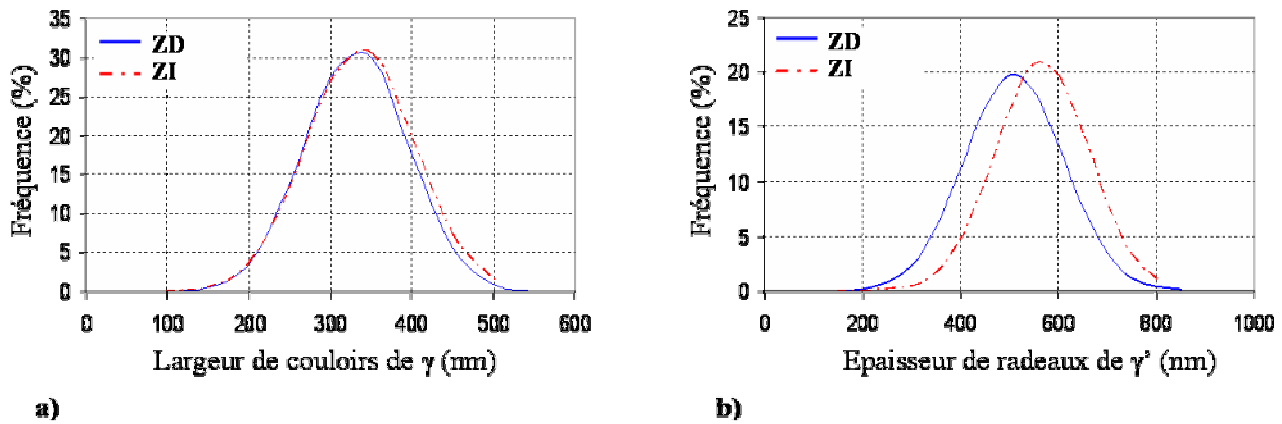 35
30
25
20
15
10
5
0
Fréquence (%)
ZD
ZI
0 100 200 300 400 500 600
Largeur de couloirs de γ (nm)
a)
25
20
15
10
5
0
Fréquence (%)
ZD
ZI
0 200 400 600 800 1000
Epaisseur de radeaux de γ' (nm)
b)